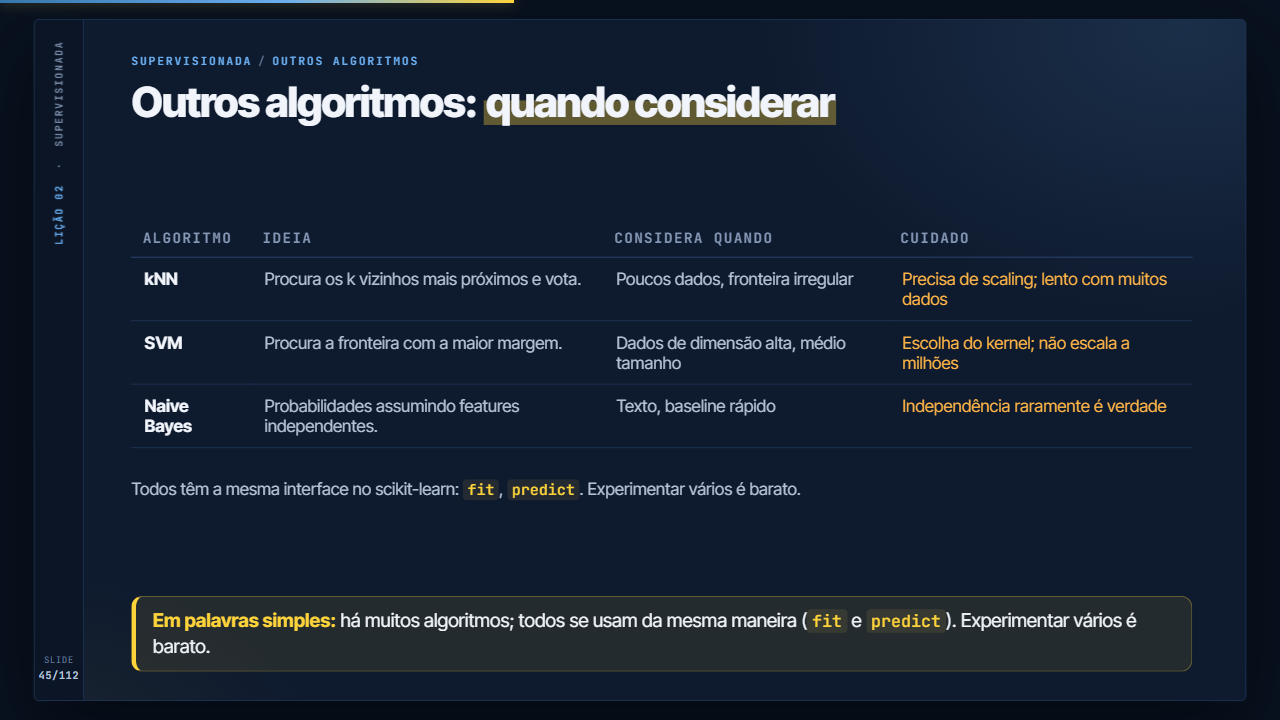 SUPERVISIONADA / OUTROS ALGORITMOS
Outros algoritmos: quando considerar
LIÇÃO 02 · SUPERVISIONADA
ALGORITMO IDEIA CONSIDERA QUANDO CUIDADO
kNN Procura os k vizinhos mais próximos e vota. Poucos dados, fronteira irregular Precisa de scaling; lento com muitos
dados
SVM Procura a fronteira com a maior margem. Dados de dimensão alta, médio Escolha do kernel; não escala a
tamanho milhões
Naive Probabilidades assumindo features Texto, baseline rápido Independência raramente é verdade
Bayes independentes.
Todos têm a mesma interface no scikit-learn: fit, predict. Experimentar vários é barato.
Em palavras simples: há muitos algoritmos; todos se usam da mesma maneira (fit e predict). Experimentar vários é
barato.
SLIDE
45/112